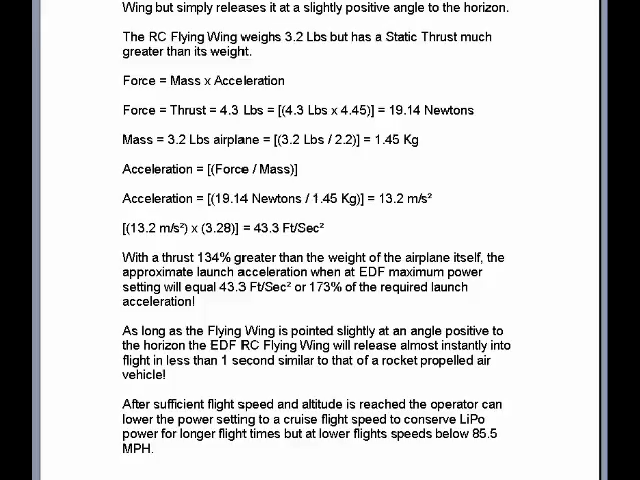 Wing but simply releases it at a slightly positive angle to the horizon.
The RC Flying Wing weighs 3.2 Lbs but has a Static Thrust much
greater than its weight.
Force = Mass x Acceleration
Force = Thrust = 4.3 Lbs = [(4.3 Lbs x 4.45)] = 19.14 Newtons
Mass = 3.2 Lbs airplane = [(3.2 Lbs / 2.2)] = 1.45 Kg
Acceleration = [(Force / Mass)]
Acceleration = [(19.14 Newtons / 1.45 Kg)] = 13.2 m/s²
[(13.2 m/s²) x (3.28)] = 43.3 Ft/Sec²
With a thrust 134% greater than the weight of the airplane itself, the
approximate launch acceleration when at EDF maximum power
setting will equal 43.3 Ft/Sec² or 173% of the required launch
acceleration!
As long as the Flying Wing is pointed slightly at an angle positive to
the horizon the EDF RC Flying Wing will release almost instantly into
flight in less than 1 second similar to that of a rocket propelled air
vehicle!
After sufficient flight speed and altitude is reached the operator can
lower the power setting to a cruise flight speed to conserve LiPo
power for longer flight times but at lower flights speeds below 85.5
MPH.